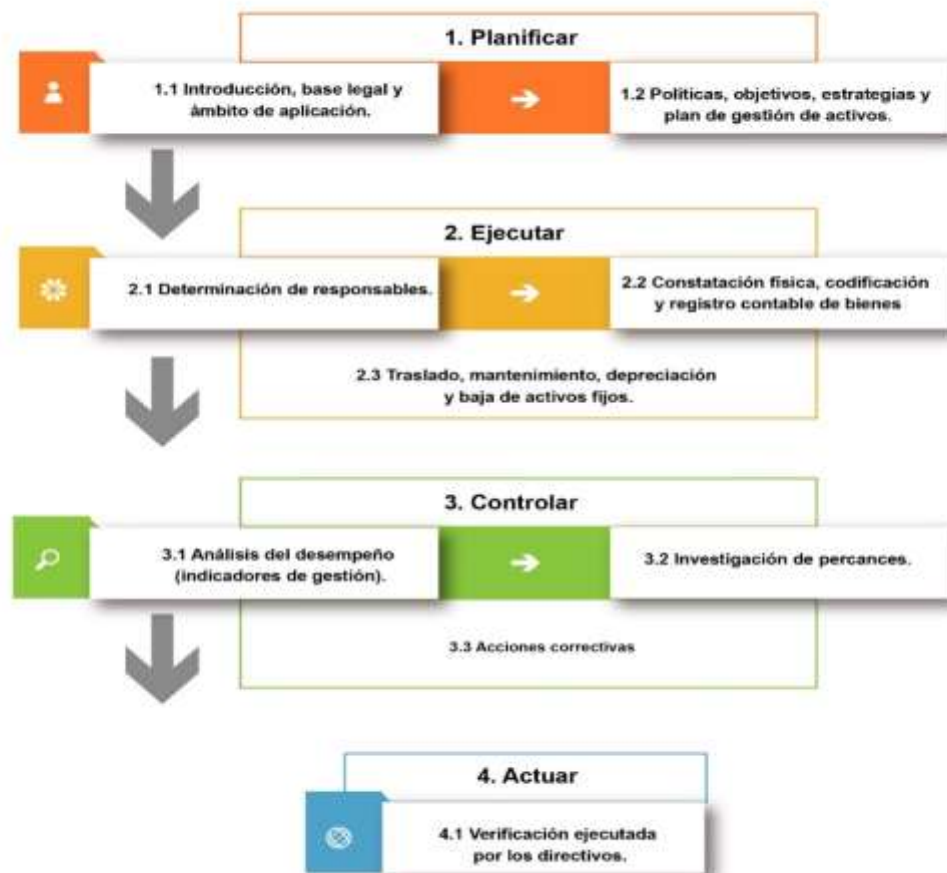 1. Planificar
1.1 Introducción, base legal y
ámbito de aplicación.
1.2 Políticas, objetivos, estrategias y
plan de gestión de activos.
2. Ejecutar
2.1 Determinación de responsables.
2.2 Constatación física, codificación
y registro contable de bienes
2.3 Traslado, mantenimiento, depreciación
y baja de activos fijos.
3. Controlar
3.1 Análisis del desempeño
(indicadores de gestión).
3.2 Investigación de percances.
3.3 Acciones correctivas
4. Actuar
4.1 Verificación ejecutada
por los directivos.